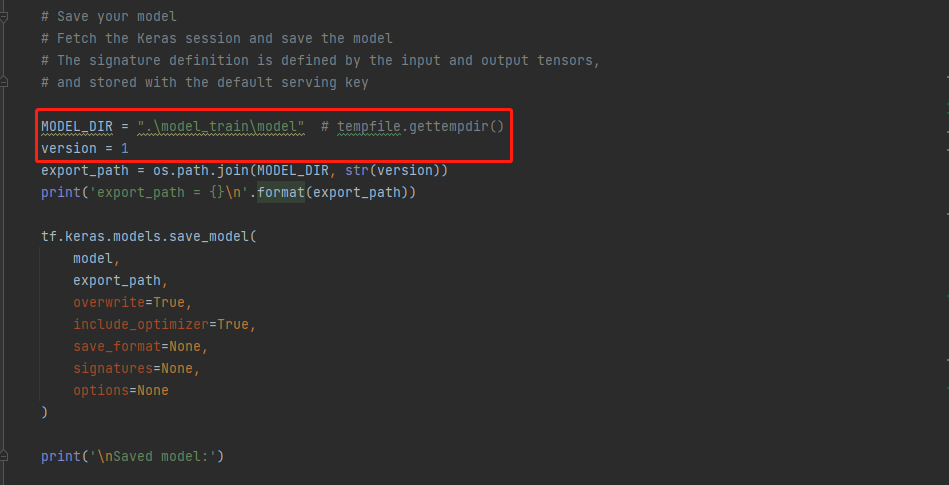 # Save your model
# Fetch the Keras session and save the model
# The signature definition is defined by the input and output tensors,
# and stored with the default serving key
MODEL_DIR = ".\model_train\model"  # tempfile.gettempdir()
version = 1
export_path = os.path.join(MODEL_DIR, str(version))
print('export_path = {}\n'.format(export_path))
tf.keras.models.save_model(
    model,
    export_path,
    overwrite=True,
    include_optimizer=True,
    save_format=None,
    signatures=None,
    options=None
)
print('\nSaved model:')